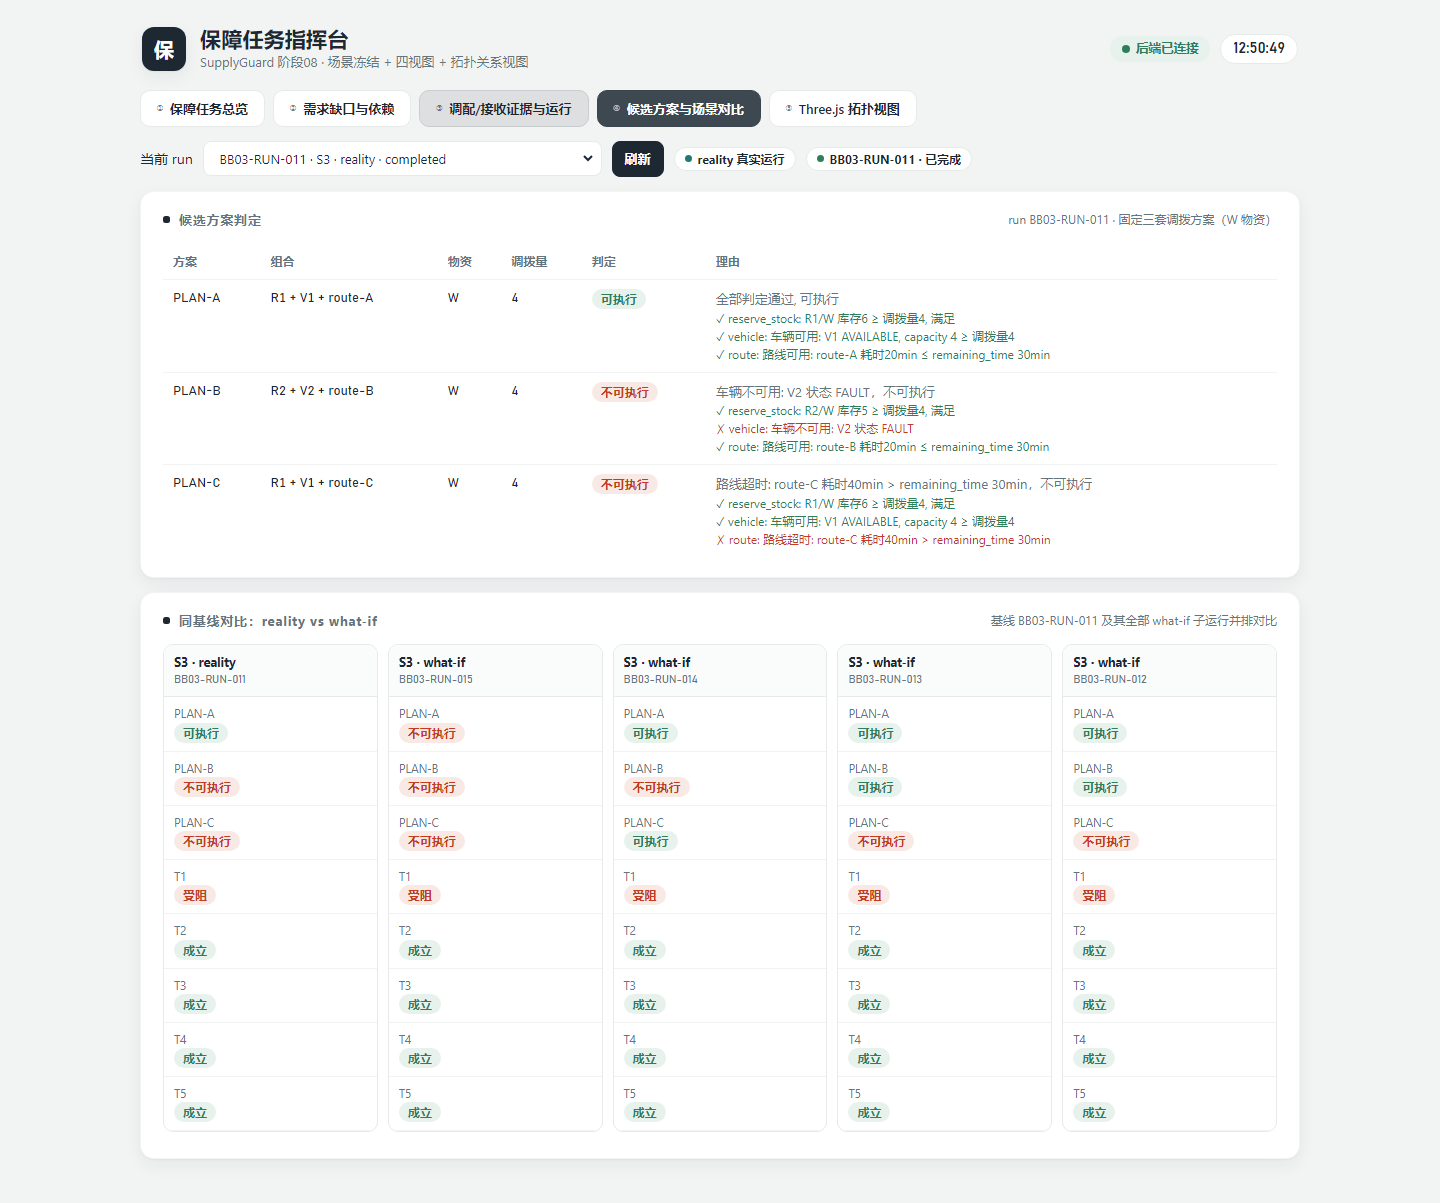 保
保障任务指挥台
SupplyGuard 阶段08 · 场景冻结 + 四视图 + 拓扑关系视图
后端已连接
12:50:49
保障任务总览
需求缺口与依赖
调配/接收证据与运行
候选方案与场景对比
Three.js 拓扑视图
当前 run
BB03-RUN-011 · S3 · reality · completed
刷新
reality 真实运行
BB03-RUN-011 · 已完成
候选方案判定
run BB03-RUN-011 · 固定三套调拨方案（W 物资）
方案 组合 物资 调拨量 判定 理由
PLAN-A R1 + V1 + route-A W 4 可执行 全部判定通过, 可执行
✓ reserve_stock: R1/W 库存6 ≥ 调拨量4, 满足
✓ vehicle: 车辆可用: V1 AVAILABLE, capacity 4 ≥ 调拨量4
✓ route: 路线可用: route-A 耗时20min ≤ remaining_time 30min
PLAN-B R2 + V2 + route-B W 4 不可执行 车辆不可用: V2 状态 FAULT，不可执行
✓ reserve_stock: R2/W 库存5 ≥ 调拨量4, 满足
✗ vehicle: 车辆不可用: V2 状态 FAULT
✓ route: 路线可用: route-B 耗时20min ≤ remaining_time 30min
PLAN-C R1 + V1 + route-C W 4 不可执行 路线超时: route-C 耗时40min > remaining_time 30min，不可执行
✓ reserve_stock: R1/W 库存6 ≥ 调拨量4, 满足
✓ vehicle: 车辆可用: V1 AVAILABLE, capacity 4 ≥ 调拨量4
✗ route: 路线超时: route-C 耗时40min > remaining_time 30min
同基线对比：reality vs what-if
基线 BB03-RUN-011 及其全部 what-if 子运行并排对比
S3 · reality
BB03-RUN-011
PLAN-A
可执行
PLAN-B
不可执行
PLAN-C
不可执行
T1
受阻
T2
成立
T3
成立
T4
成立
T5
成立
S3 · what-if
BB03-RUN-015
PLAN-A
不可执行
PLAN-B
不可执行
PLAN-C
不可执行
T1
受阻
T2
成立
T3
成立
T4
成立
T5
成立
S3 · what-if
BB03-RUN-014
PLAN-A
可执行
PLAN-B
不可执行
PLAN-C
可执行
T1
受阻
T2
成立
T3
成立
T4
成立
T5
成立
S3 · what-if
BB03-RUN-013
PLAN-A
可执行
PLAN-B
可执行
PLAN-C
不可执行
T1
受阻
T2
成立
T3
成立
T4
成立
T5
成立
S3 · what-if
BB03-RUN-012
PLAN-A
可执行
PLAN-B
可执行
PLAN-C
不可执行
T1
受阻
T2
成立
T3
成立
T4
成立
T5
成立